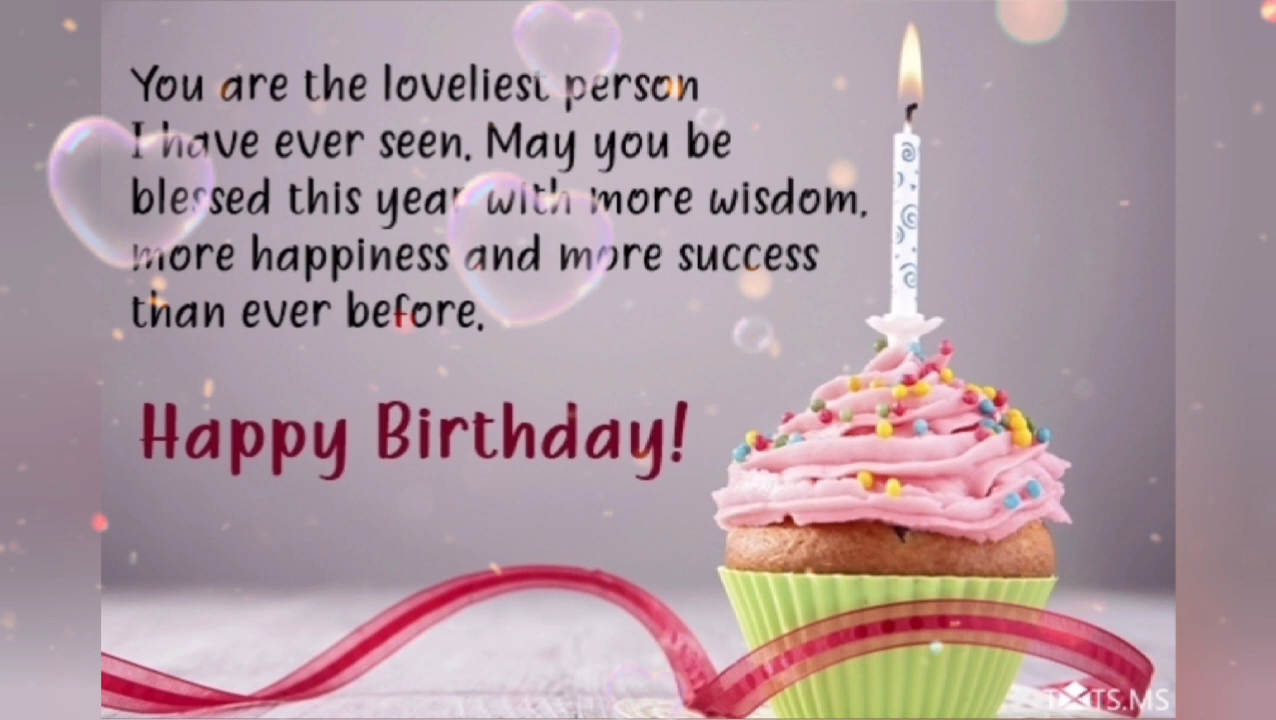 You are the loveliest person
I have ever seen. May you be
blessed this year with more wisdom,
more happiness and more success
than ever before.
Happy Birthday!